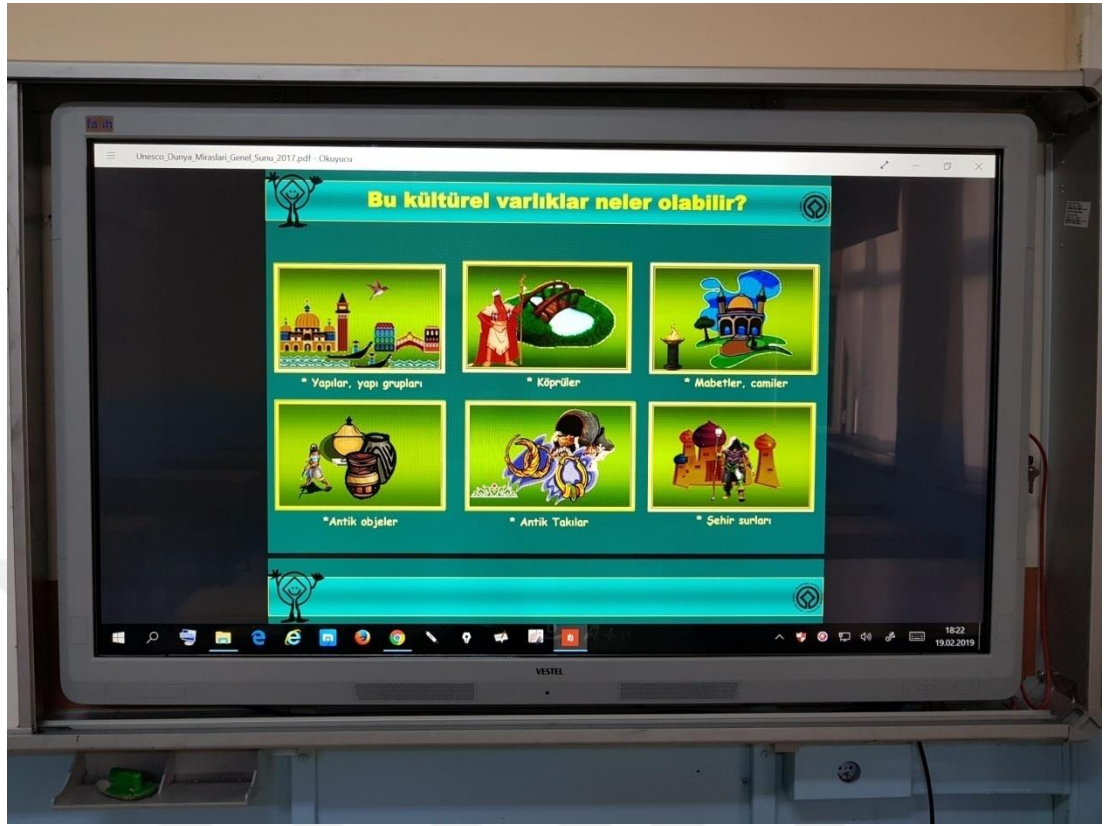 fatih
Unesco_Dunya_Miraslari_Genel_Sunu_2017.pdf - Okuyucu
Bu kültürel varlıklar neler olabilir?
* Yapılar, yapı grupları
* Köprüler
* Mabetler, camiler
*Antik objeler
* Antik Takılar
* Şehir surları
18:22
19.02.2019
VESTEL